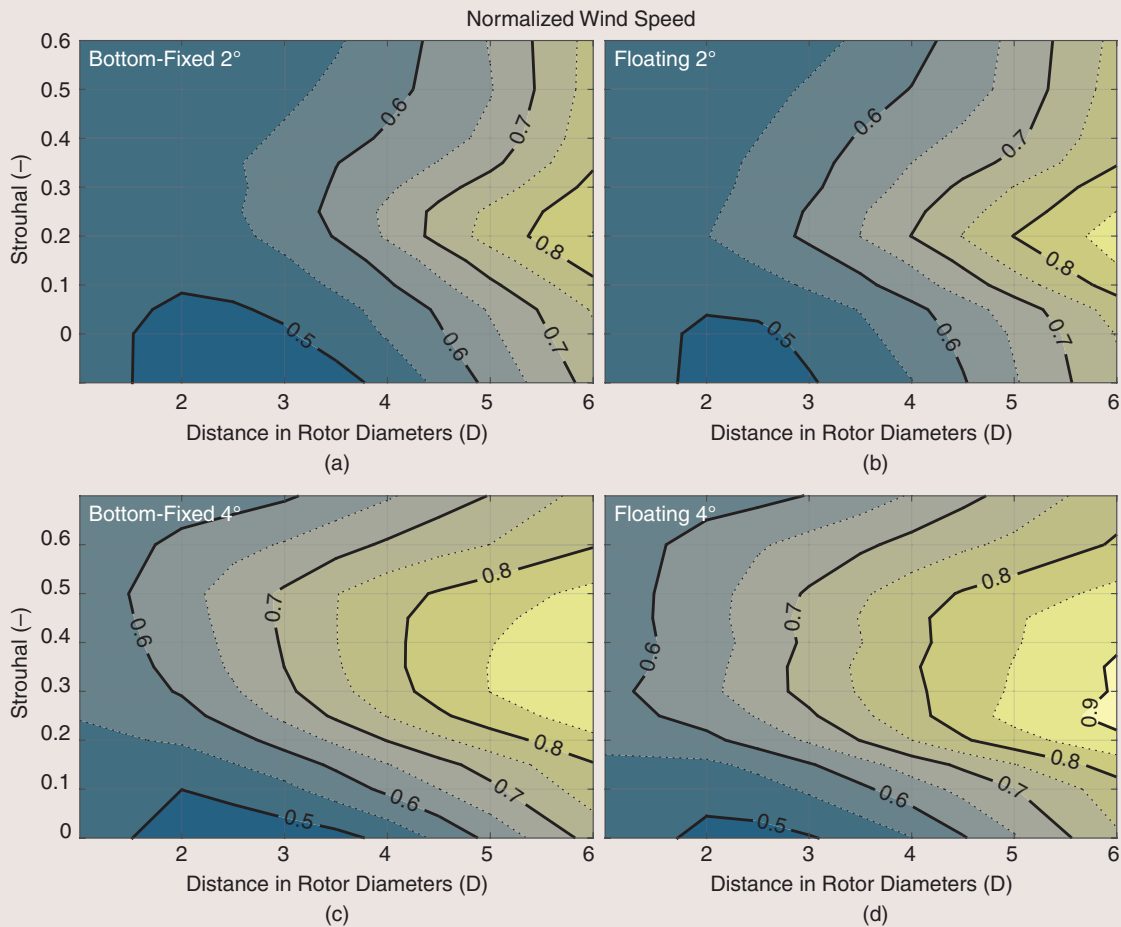 Normalized Wind Speed
Bottom-Fixed 2°
0.6
0.5
0.4
0.3
0.2
0.1
0
Strouhal (–)
0.6
0.7
0.8
0.5
0.6
0.7
2 3 4 5 6
Distance in Rotor Diameters (D)
(a)
Floating 2°
0.6
0.7
0.8
0.5
0.6
0.7
2 3 4 5 6
Distance in Rotor Diameters (D)
(b)
Bottom-Fixed 4°
0.6
0.5
0.4
0.3
0.2
0.1
0
Strouhal (–)
0.8
0.7
0.6
0.8
0.7
0.6
0.5
2 3 4 5 6
Distance in Rotor Diameters (D)
(c)
Floating 4°
0.8
0.7
0.6
0.9
0.8
0.7
0.6
0.5
2 3 4 5 6
Distance in Rotor Diameters (D)
(d)